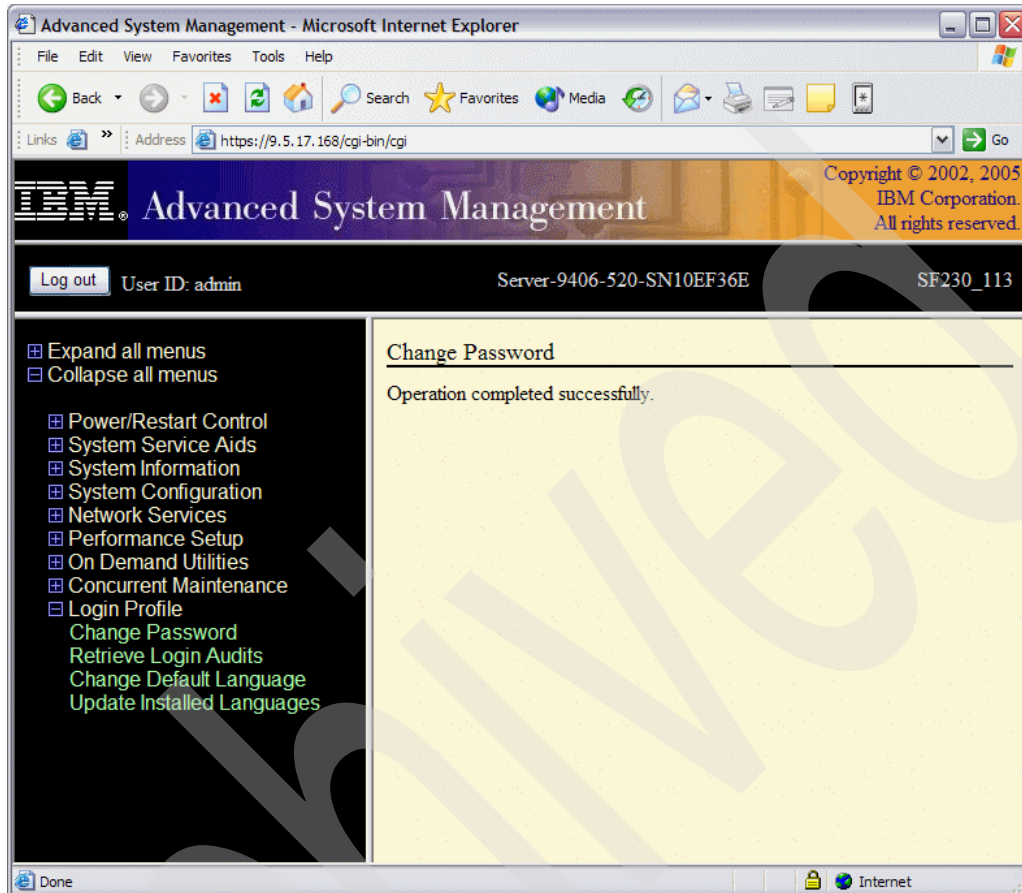 Advanced System Management - Microsoft Internet Explorer
File Edit View Favorites Tools Help
Back Search Favorites Media
Links » Address https://9.5.17.168/cgi-bin/cgi Go
IBM® Advanced System Management
Copyright © 2002, 2005
IBM Corporation.
All rights reserved.
Log out User ID: admin Server-9406-520-SN10EF36E SF230_113
Expand all menus
Collapse all menus
Power/Restart Control
System Service Aids
System Information
System Configuration
Network Services
Performance Setup
On Demand Utilities
Concurrent Maintenance
Login Profile
Change Password
Retrieve Login Audits
Change Default Language
Update Installed Languages
Change Password
Operation completed successfully.
Done Internet